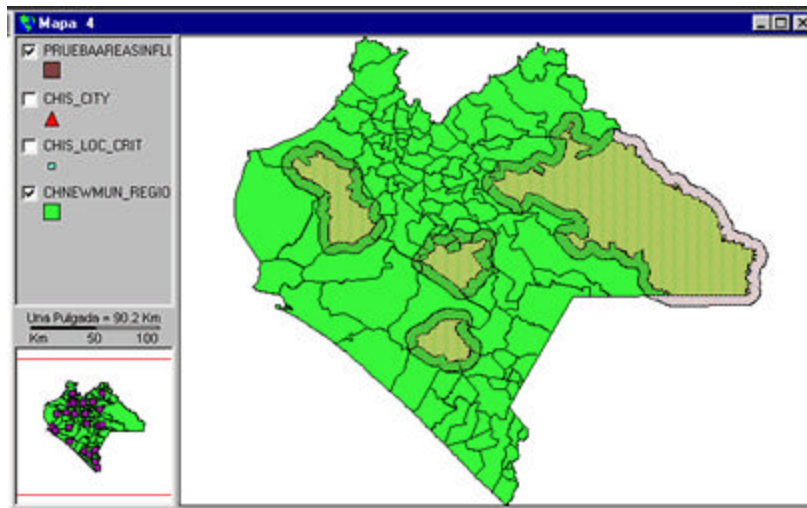 Mapa 4
PRUEBAAREASINFLU
CHIS_CITY
CHIS_LOC_CRIT
CHNEWMUN_REGIO
Una Pulgada = 90.2 Km
Km 50 100